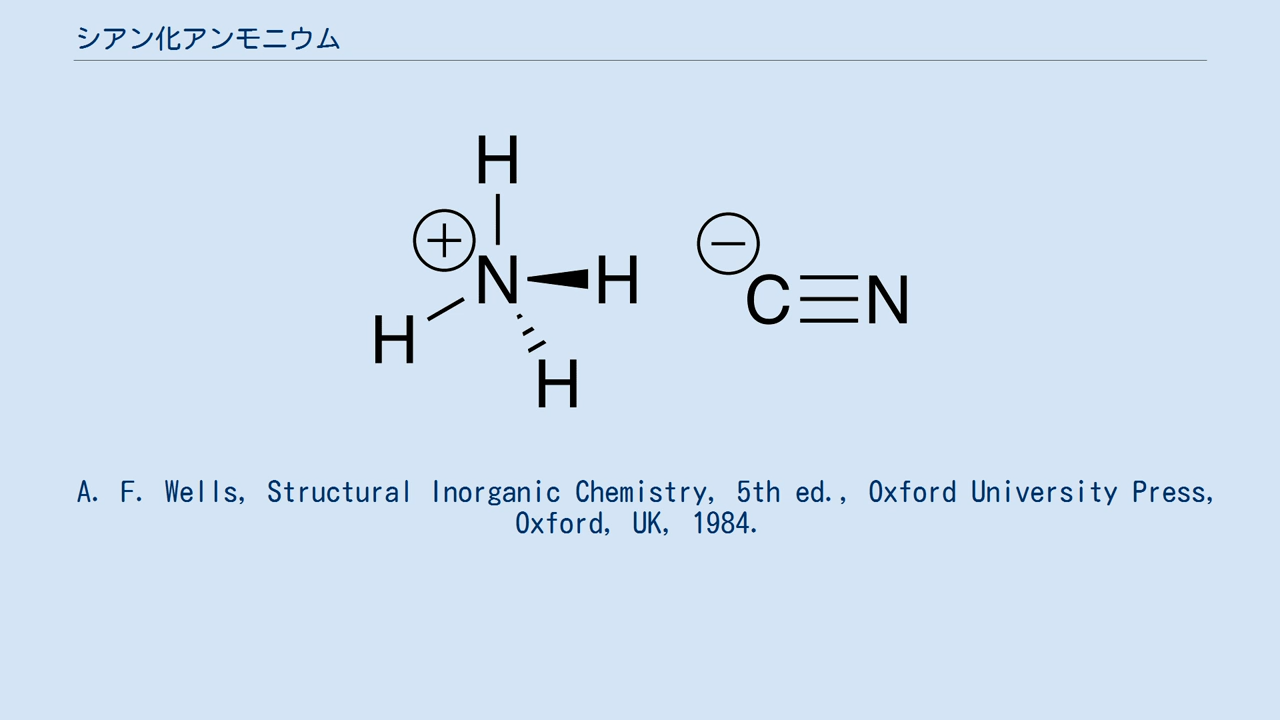 シアン化アンモニウム
H
N
H
H
H
C
N
A. F. Wells, Structural Inorganic Chemistry, 5th ed., Oxford University Press,
Oxford, UK, 1984.